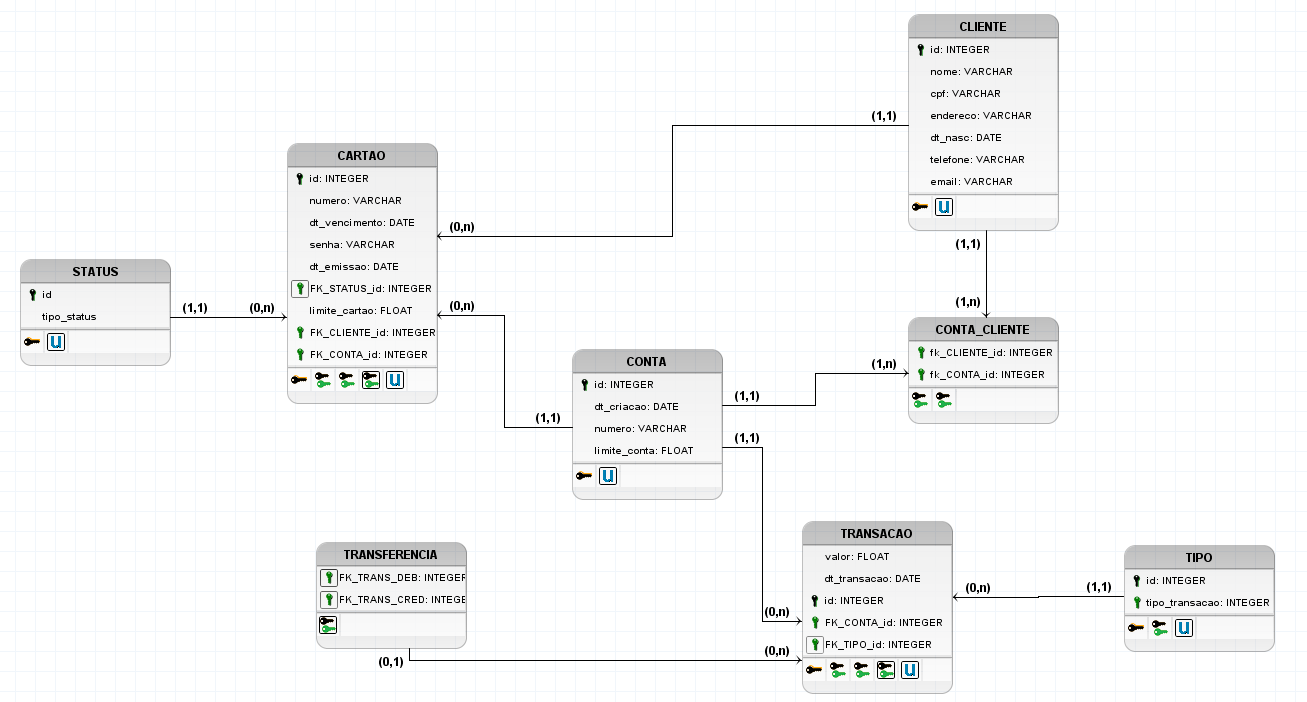 CLIENTE
id: INTEGER
nome: VARCHAR
cpf: VARCHAR
endereco: VARCHAR
dt_nasc: DATE
telefone: VARCHAR
email: VARCHAR
U
(1,1)
(0,n)
CARTAO
id: INTEGER
numero: VARCHAR
dt_vencimento: DATE
senha: VARCHAR
dt_emissao: DATE
FK_STATUS_id: INTEGER
limite_cartao: FLOAT
FK_CLIENTE_id: INTEGER
FK_CONTA_id: INTEGER
U
STATUS
id
tipo_status
U
(1,1)
(0,n)
(0,n)
(1,1)
(1,1)
(1,n)
CONTA_CLIENTE
fk_CLIENTE_id: INTEGER
fk_CONTA_id: INTEGER
CONTA
id: INTEGER
dt_criacao: DATE
numero: VARCHAR
limite_conta: FLOAT
U
(1,1)
(1,n)
(1,1)
(0,n)
TRANSFERENCIA
FK_TRANS_DEB: INTEGER
FK_TRANS_CRED: INTEGE
(0,1)
(0,n)
TRANSACAO
valor: FLOAT
dt_transacao: DATE
id: INTEGER
FK_CONTA_id: INTEGER
FK_TIPO_id: INTEGER
U
(0,n)
(1,1)
TIPO
id: INTEGER
tipo_transacao: INTEGER
U